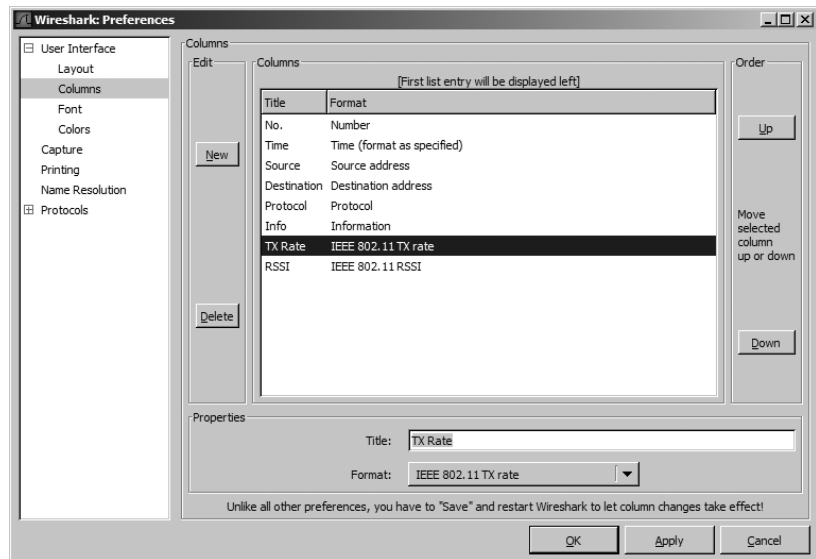 Wireshark: Preferences
User Interface
Layout
Columns
Font
Colors
Capture
Printing
Name Resolution
Protocols
Columns
Edit
New
Delete
Columns
[First list entry will be displayed left]
Title Format
No. Number
Time Time (format as specified)
Source Source address
Destination Destination address
Protocol Protocol
Info Information
TX Rate IEEE 802.11 TX rate
RSSI IEEE 802.11 RSSI
Order
Up
Move
selected
column
up or down
Down
Properties
Title: TX Rate
Format: IEEE 802.11 TX rate
Unlike all other preferences, you have to "Save" and restart Wireshark to let column changes take effect!
OK Apply Cancel